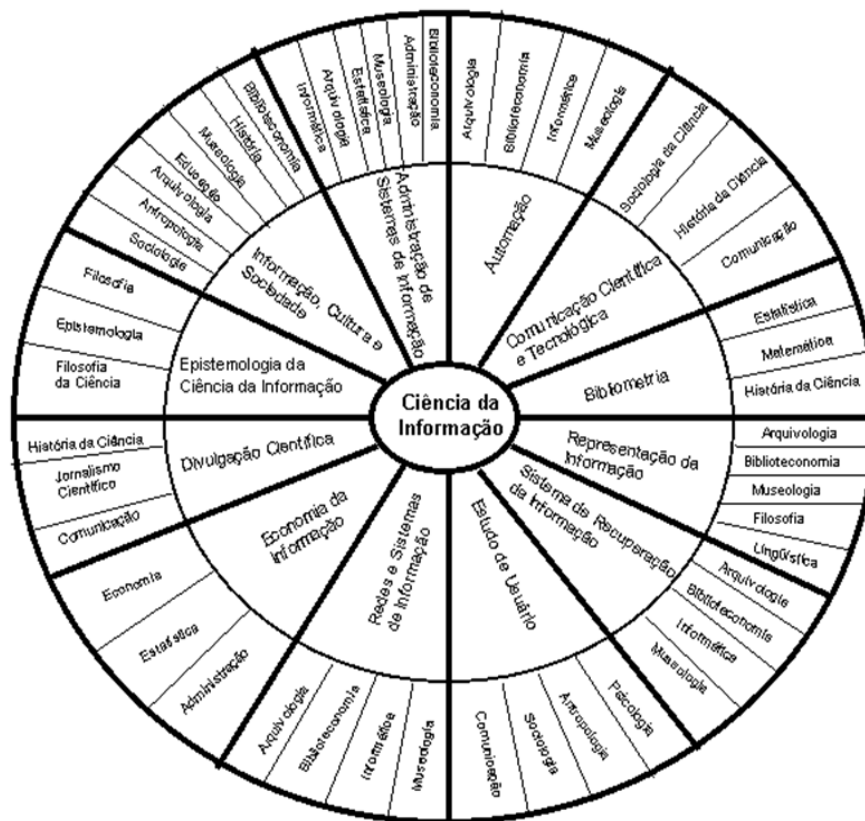 Ciência da
Informação
Administração de
Sistemas de Informação
Informática
Arquivologia
Estatística
Museologia
Administração
Biblioteconomia
Automação
Arquivologia
Biblioteconomia
Informática
Museologia
Comunicação Científica
e Tecnológica
Sociologia da Ciência
História da Ciência
Comunicação
Bibliometria
Estatística
Matemática
História da Ciência
Representação da
Informação
Arquivologia
Biblioteconomia
Museologia
Filosofia
Lingüística
Sistema de Recuperação
da Informação
Arquivologia
Biblioteconomia
Informática
Museologia
Estudo de Usuário
Psicologia
Antropologia
Sociologia
Comunicação
Redes e Sistemas
de Informação
Museologia
Informática
Biblioteconomia
Arquivologia
Economia da
Informação
Administração
Estatística
Economia
Divulgação Científica
Comunicação
Jornalismo
Científico
História da Ciência
Epistemologia da
Ciência da Informação
Filosofia
da Ciência
Epistemologia
Filosofia
Informação, Cultura e
Sociedade
Sociologia
Antropologia
Arquivologia
Educação
Museologia
História
Biblioteconomia